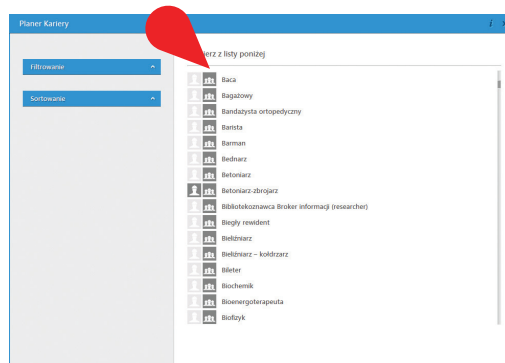 Planer Kariery
i
ierz z listy poniżej
Filtrowanie
Sortowanie
Baca
Bagażowy
Bandażysta ortopedyczny
Barista
Barman
Bednarz
Betoniarz
Betoniarz-zbrojarz
Bibliotekoznawca Broker informacji (researcher)
Biegły rewident
Bieliźniarz
Bieliźniarz – kołdrzarz
Bileter
Biochemik
Bioenergoterapeuta
Biofizyk